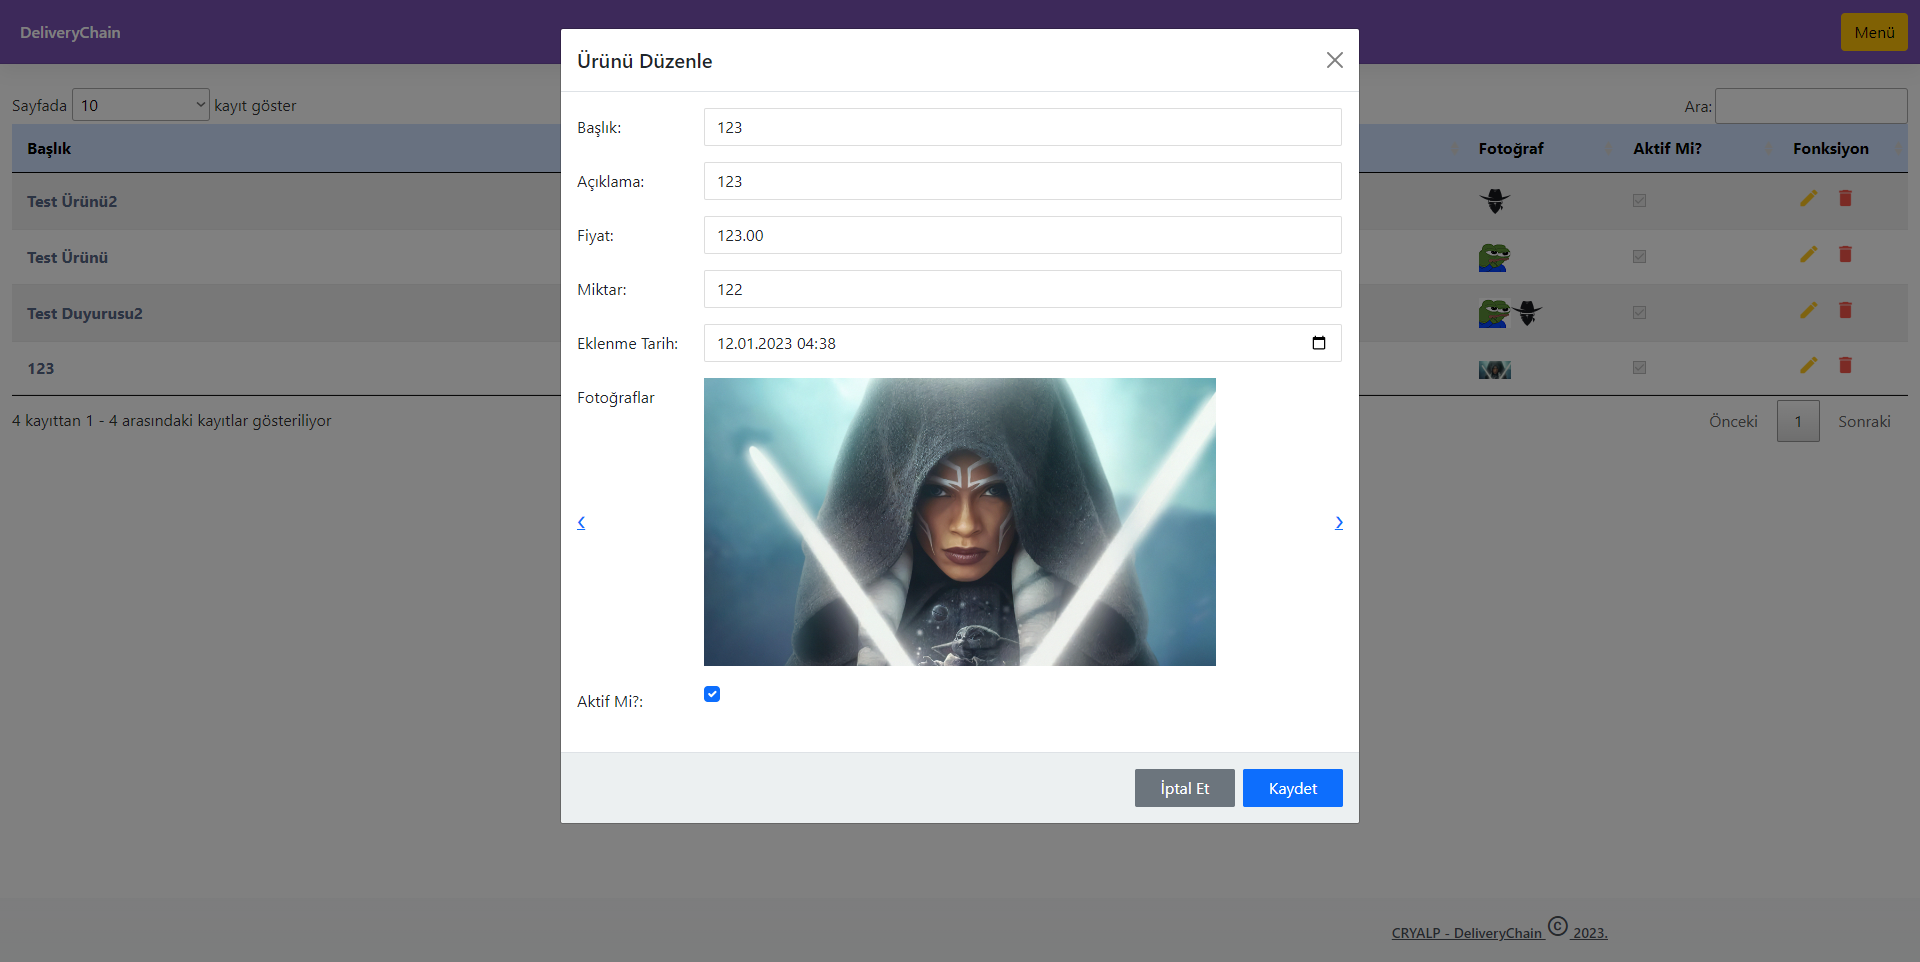 DeliveryChain
Menü
Sayfada 10 kayıt göster
Ara:
Başlık
Fotoğraf
Aktif Mi?
Fonksiyon
Test Ürünü2
Test Ürünü
Test Duyurusu2
123
4 kayıttan 1 - 4 arasındaki kayıtlar gösteriliyor
Önceki 1 Sonraki
Ürünü Düzenle
Başlık: 123
Açıklama: 123
Fiyat: 123.00
Miktar: 122
Eklenme Tarih: 12.01.2023 04:38
Fotoğraflar
‹ ›
Aktif Mi?:
İptal Et
Kaydet
CRYALP - DeliveryChain © 2023.